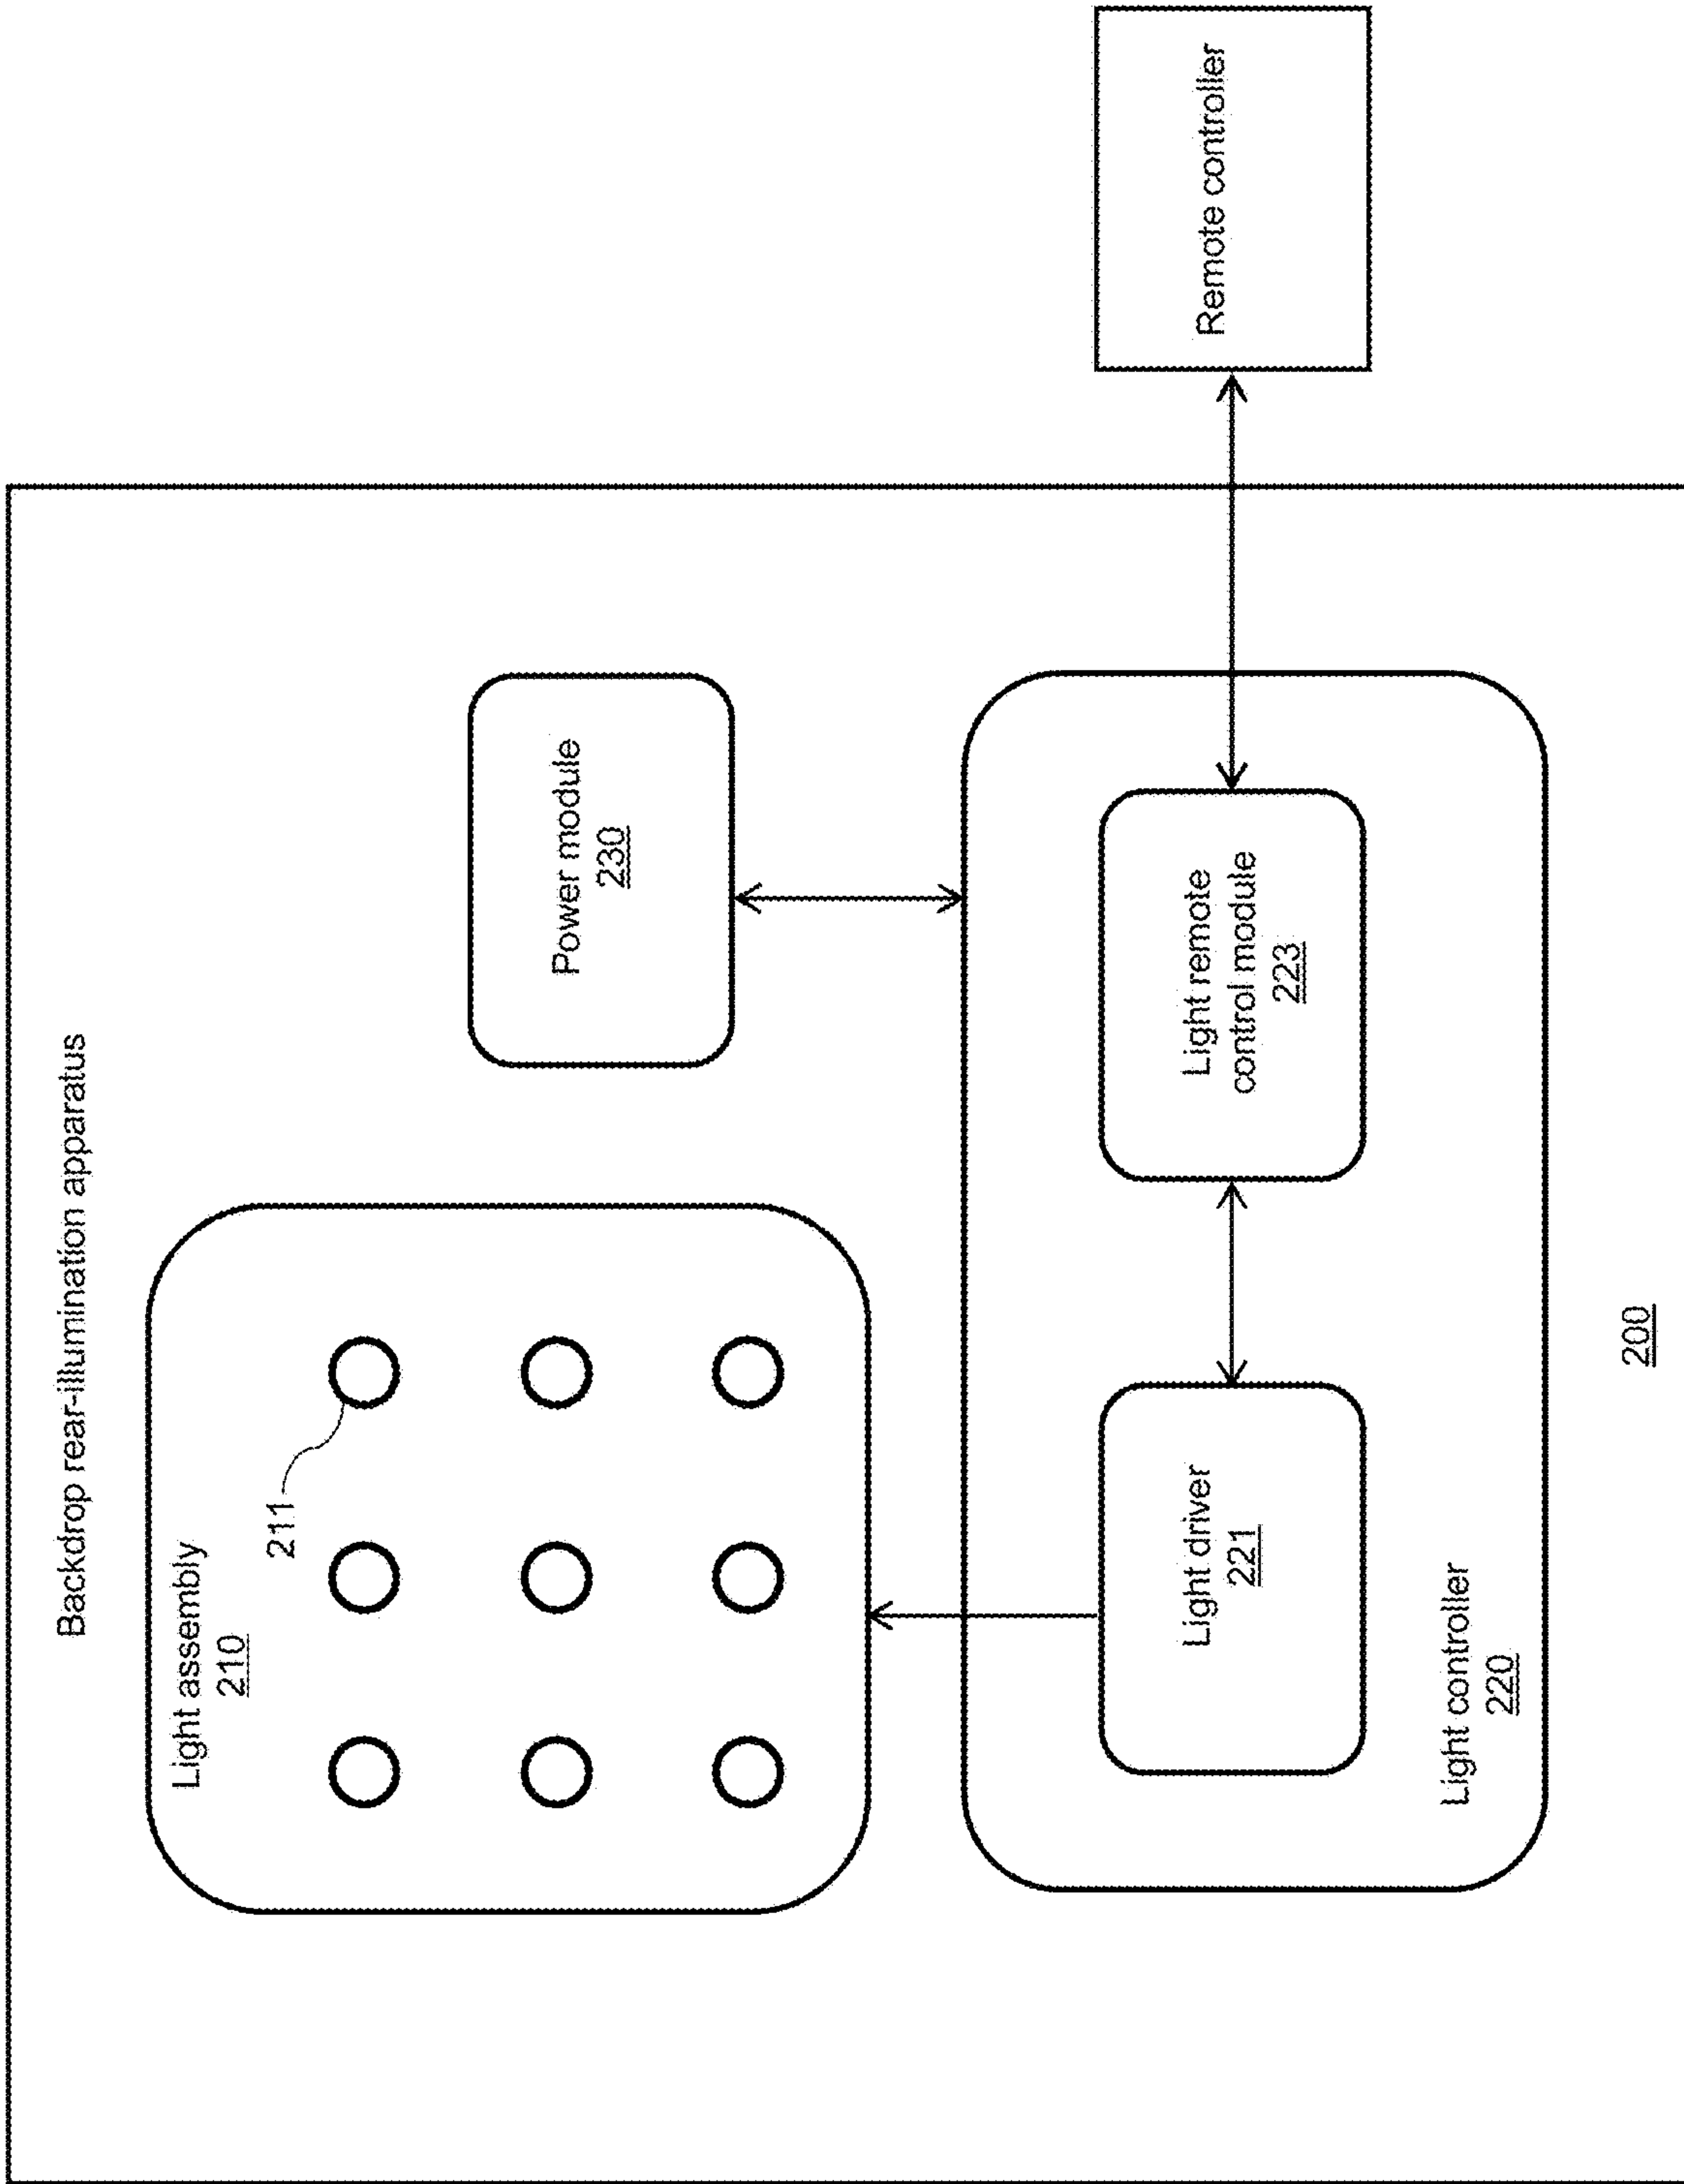 Backdrop rear-illumination apparatus
Light assembly
210
211
Power module
230
Light driver
221
Light remote
control module
223
Light controller
220
200
Remote controller